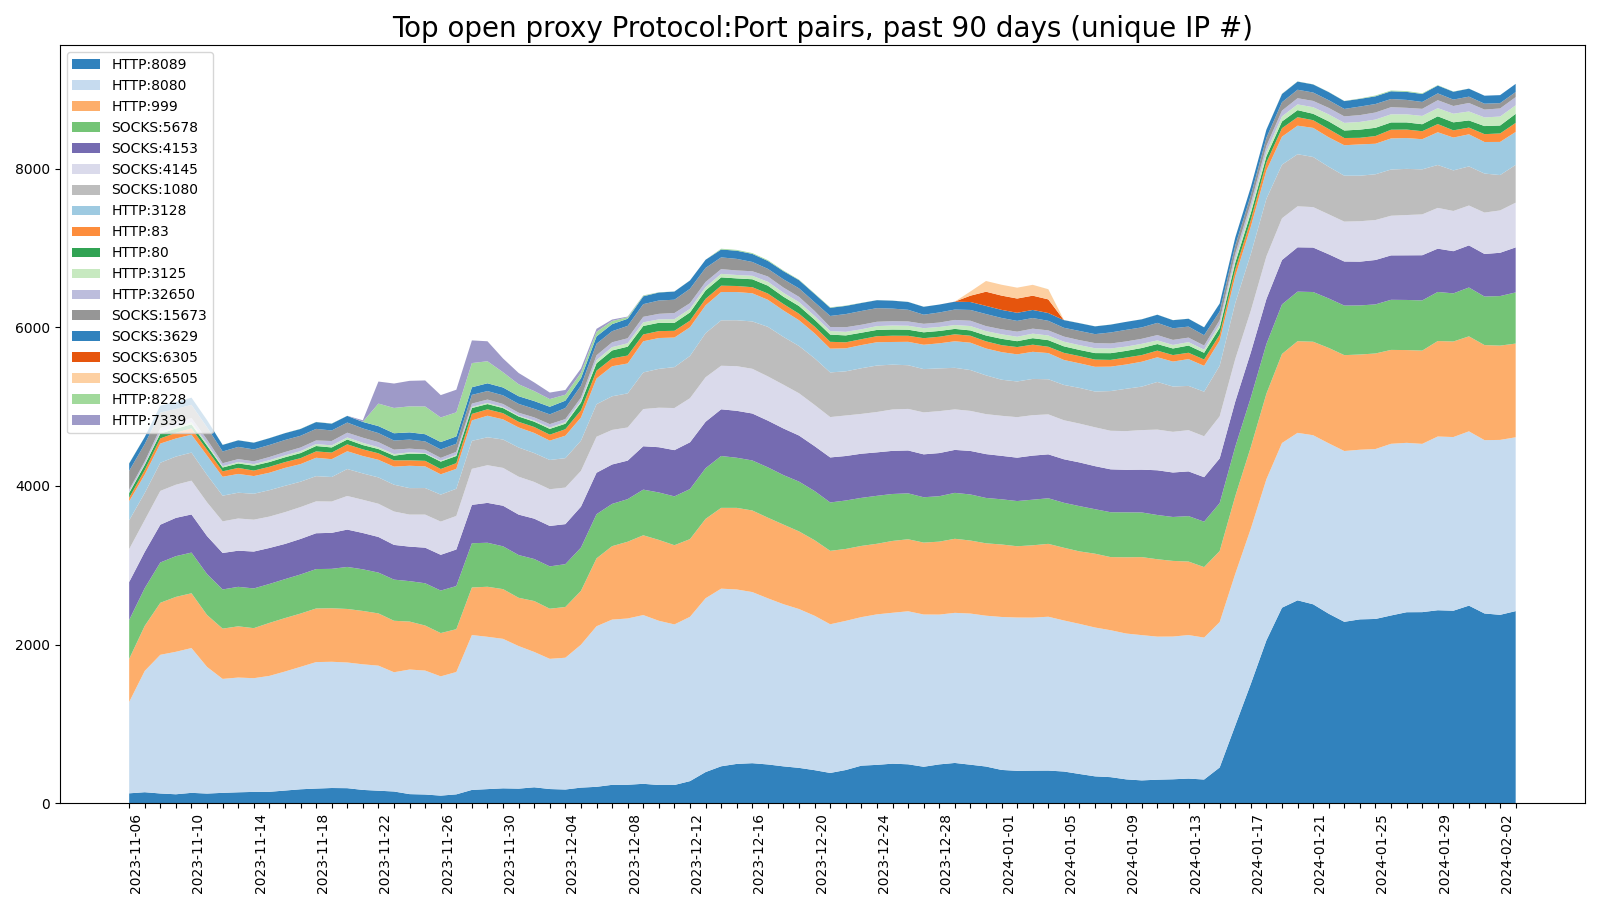 Top open proxy Protocol:Port pairs, past 90 days (unique IP #)
HTTP:8089
HTTP:8080
HTTP:999
SOCKS:5678
SOCKS:4153
SOCKS:4145
SOCKS:1080
HTTP:3128
HTTP:83
HTTP:80
HTTP:3125
HTTP:32650
SOCKS:15673
SOCKS:3629
SOCKS:6305
SOCKS:6505
HTTP:8228
HTTP:7339
8000
6000
4000
2000
0
2023-11-06
2023-11-10
2023-11-14
2023-11-18
2023-11-22
2023-11-26
2023-11-30
2023-12-04
2023-12-08
2023-12-12
2023-12-16
2023-12-20
2023-12-24
2023-12-28
2024-01-01
2024-01-05
2024-01-09
2024-01-13
2024-01-17
2024-01-21
2024-01-25
2024-01-29
2024-02-02